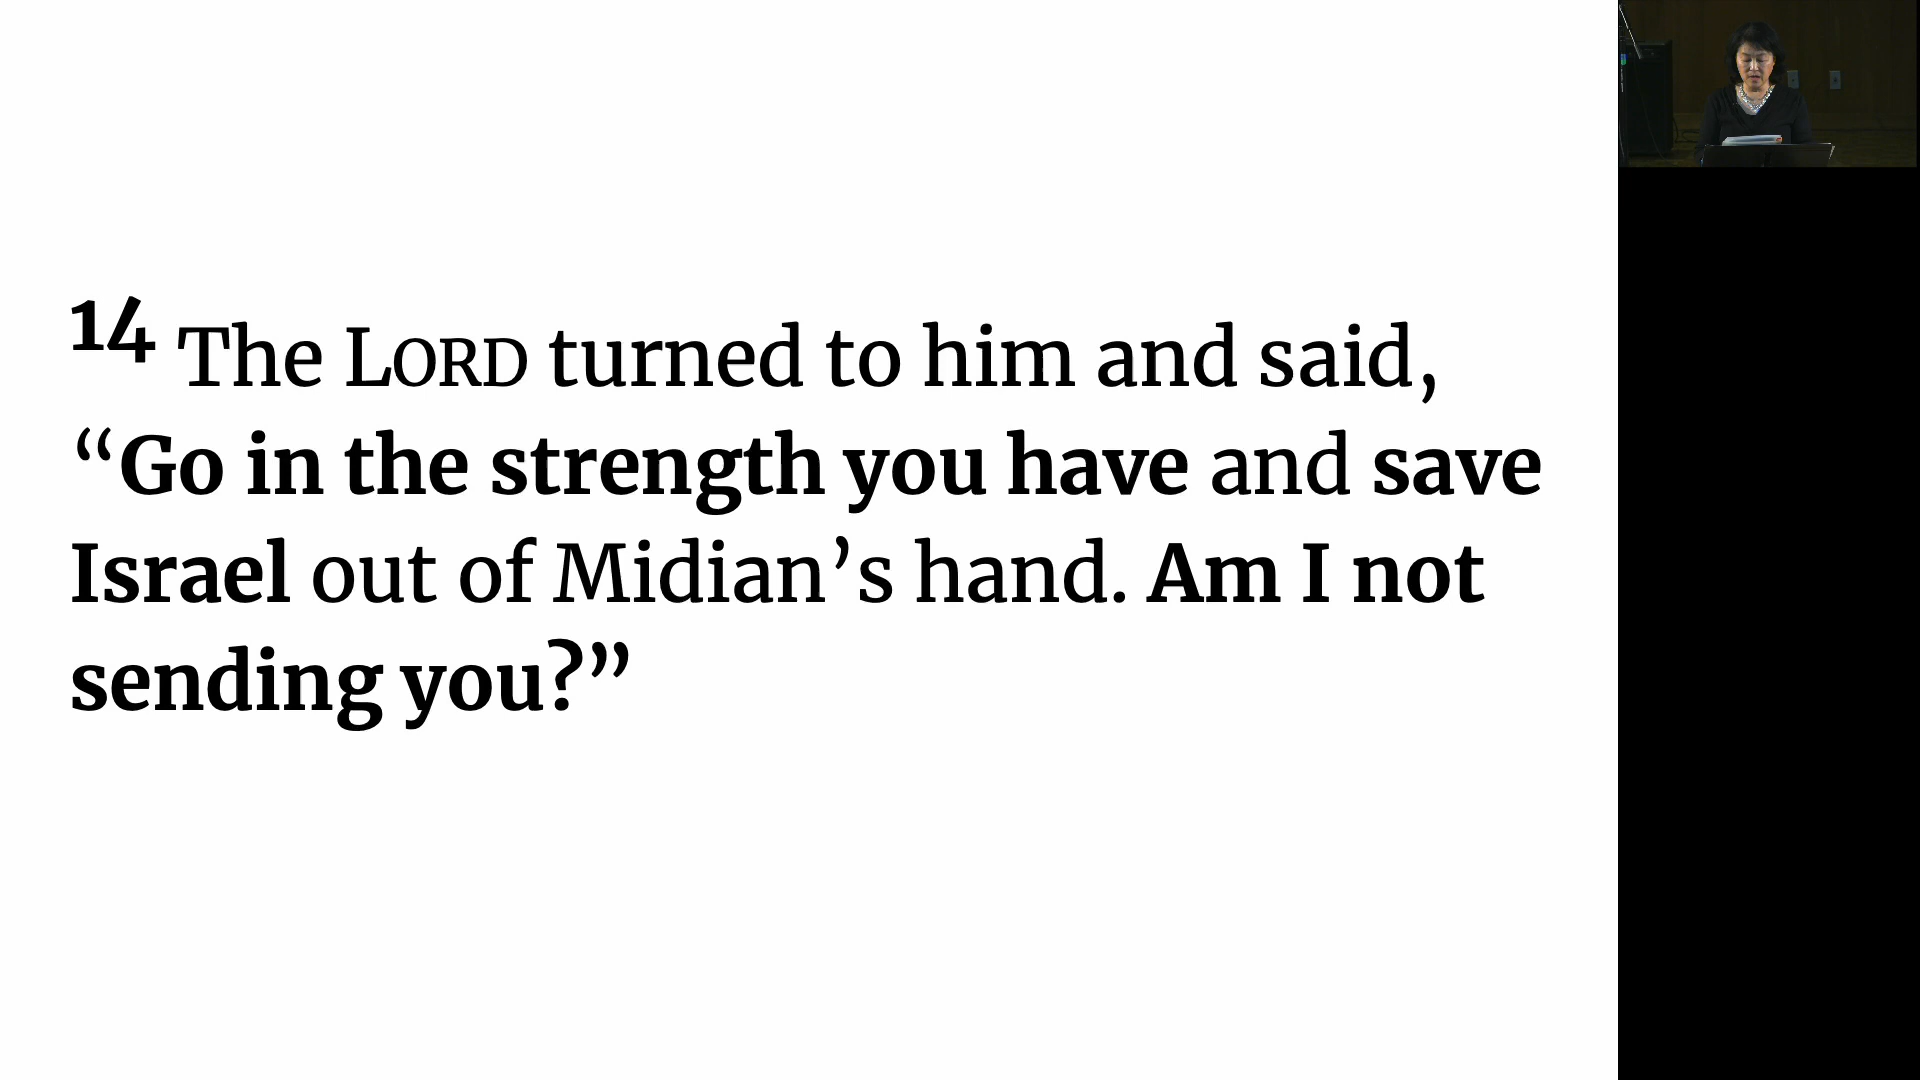 14 The LORD turned to him and said,
“Go in the strength you have and save
Israel out of Midian’s hand. Am I not
sending you?”